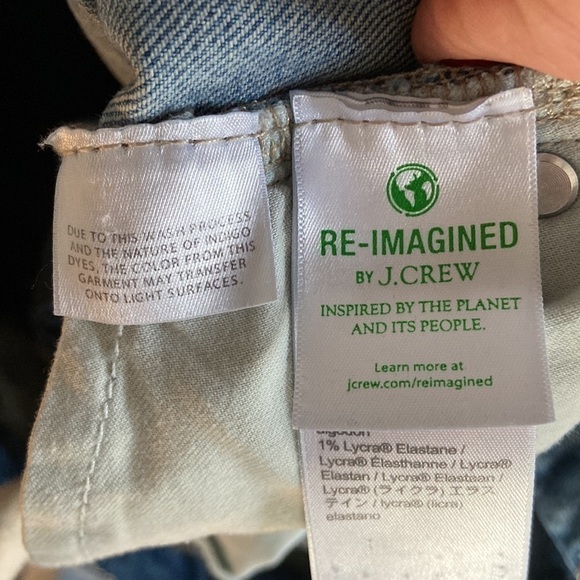 DUE TO THIS WASH PROCESS
AND THE NATURE OF INDIGO
DYES, THE COLOR FROM THIS
GARMENT MAY TRANSFER
ONTO LIGHT SURFACES.
RE-IMAGINED
BY J.CREW
INSPIRED BY THE PLANET
AND ITS PEOPLE.
Learn more at
jcrew.com/reimagined
algodon
1% Lycra® Elastane /
Lycra® Élasthanne / Lycra®
Elastan / Lycra® Elastaan /
Lycra® (ライクラ) エラス
テイン / lycra® (licra)
elastano